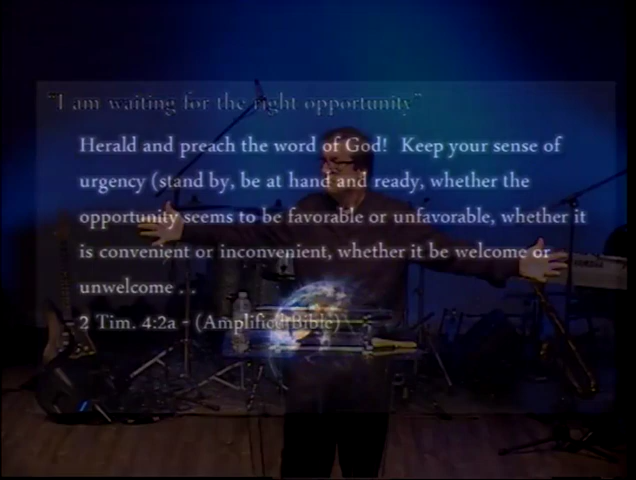 "I am waiting for the right opportunity"
Herald and preach the word of God! Keep your sense of
urgency (stand by, be at hand and ready, whether the
opportunity seems to be favorable or unfavorable, whether it
is convenient or inconvenient, whether it be welcome or
unwelcome . .
2 Tim. 4:2a - (Amplified Bible)